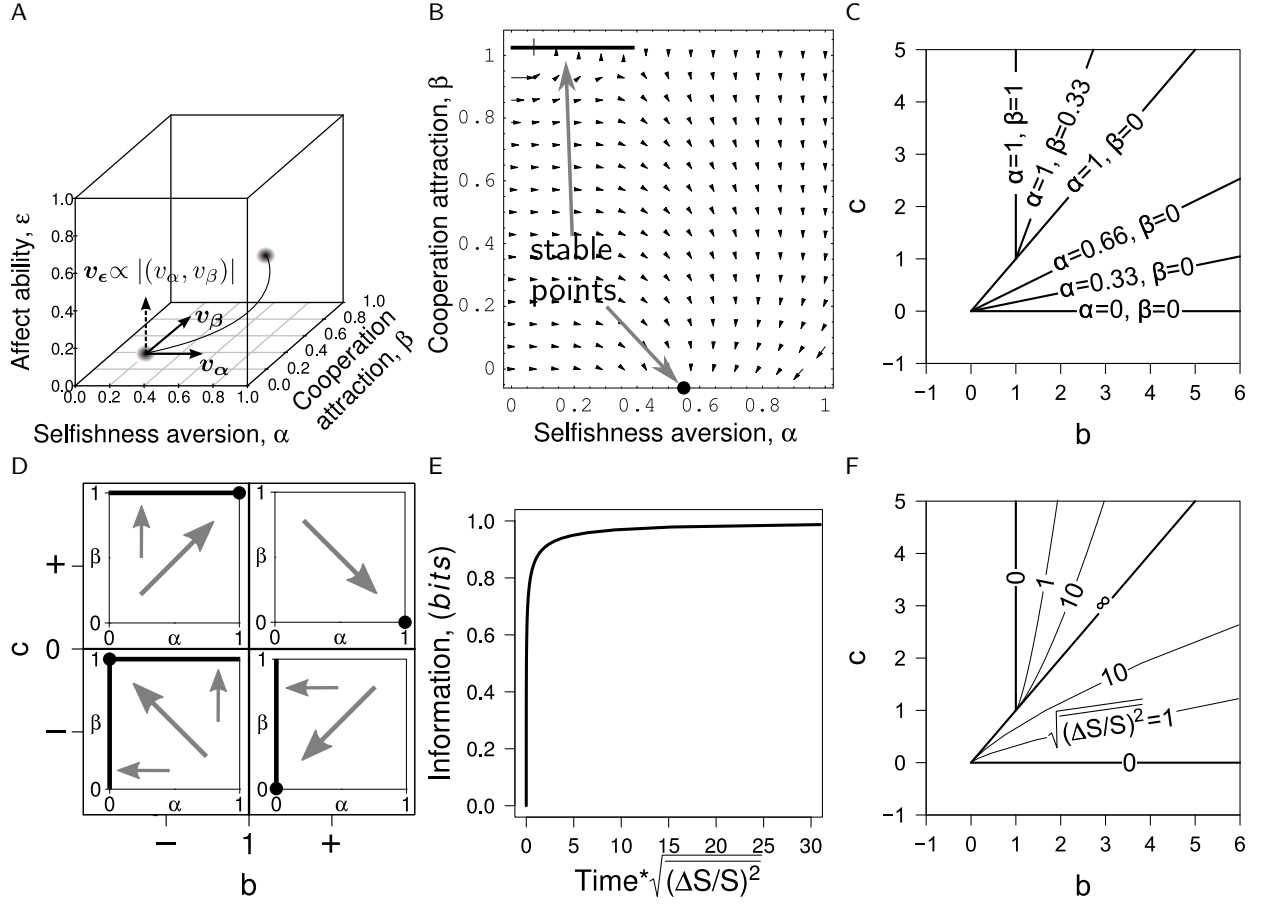 A
Affect ability, ε
1.0
0.8
0.6
0.4
0.2
0.0
v_ϵ ∝ |(v_α, v_β)|
v_β
v_α
0.0 0.2 0.4 0.6 0.8 1.0
Selfishness aversion, α
0.0
0.2
0.4
0.6
0.8
1.0
Cooperation
attraction, β
B
Cooperation attraction, β
1
0.8
0.6
0.4
0.2
0
stable
points
0 0.2 0.4 0.6 0.8 1
Selfishness aversion, α
C
c
5
4
3
2
1
0
−1
α=1, β=1
α=1, β=0.33
α=1, β=0
α=0.66, β=0
α=0.33, β=0
α=0, β=0
−1 0 1 2 3 4 5 6
b
D
c
+
0
−
1
β
0
0 α 1
1
β
0
0 α 1
1
β
0
0 α 1
1
β
0
0 α 1
− 1 +
b
E
Information, (bits)
1.0
0.8
0.6
0.4
0.2
0.0
0 5 10 15 20 25 30
Time*√(ΔS/S)²
F
c
5
4
3
2
1
0
−1
0
1
10
∞
10
√(ΔS/S)²=1
0
−1 0 1 2 3 4 5 6
b